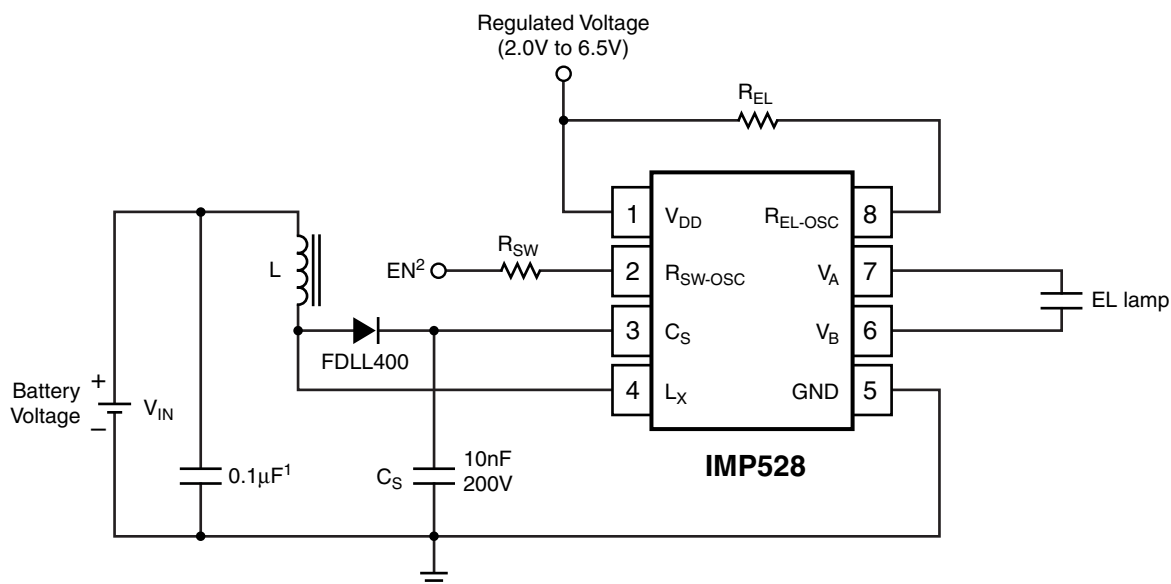 Regulated Voltage
(2.0V to 6.5V)
R_EL
1 V_DD
R_EL-OSC 8
EN² R_SW
2 R_SW-OSC
V_A 7
L
3 C_S
V_B 6
EL lamp
FDLL400
4 L_X
GND 5
Battery
Voltage
+
–
V_IN
0.1µF¹
C_S
10nF
200V
IMP528